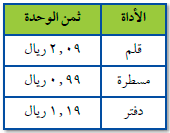 الأداة ثمن الوحدة
قلم ٢,٠٩ ريال
مسطرة ٠,٩٩ ريال
دفتر ١,١٩ ريال